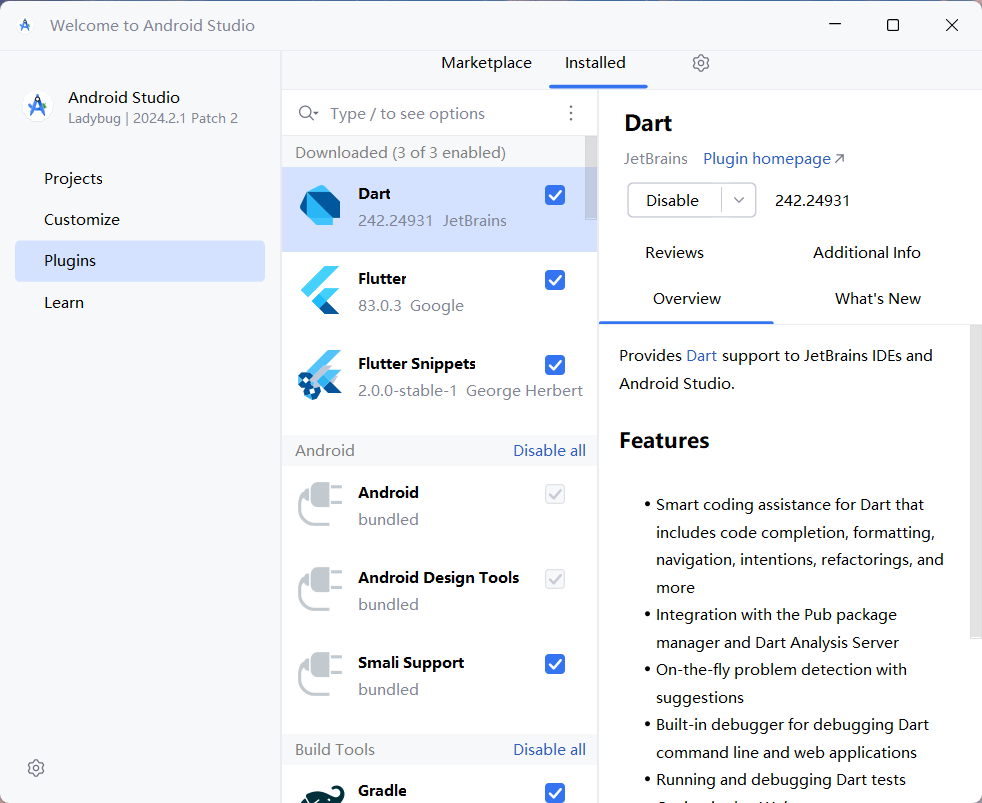 Welcome to Android Studio
Android Studio
Ladybug | 2024.2.1 Patch 2
Projects
Customize
Plugins
Learn
Marketplace
Installed
Type / to see options
Downloaded (3 of 3 enabled)
Dart
242.24931 JetBrains
Flutter
83.0.3 Google
Flutter Snippets
2.0.0-stable-1 George Herbert
Android
Disable all
Android
bundled
Android Design Tools
bundled
Smali Support
bundled
Build Tools
Disable all
Gradle
Dart
JetBrains Plugin homepage↗
Disable
242.24931
Reviews
Additional Info
Overview
What's New
Provides Dart support to JetBrains IDEs and
Android Studio.
Features
• Smart coding assistance for Dart that
includes code completion, formatting,
navigation, intentions, refactorings, and
more
• Integration with the Pub package
manager and Dart Analysis Server
• On-the-fly problem detection with
suggestions
• Built-in debugger for debugging Dart
command line and web applications
• Running and debugging Dart tests